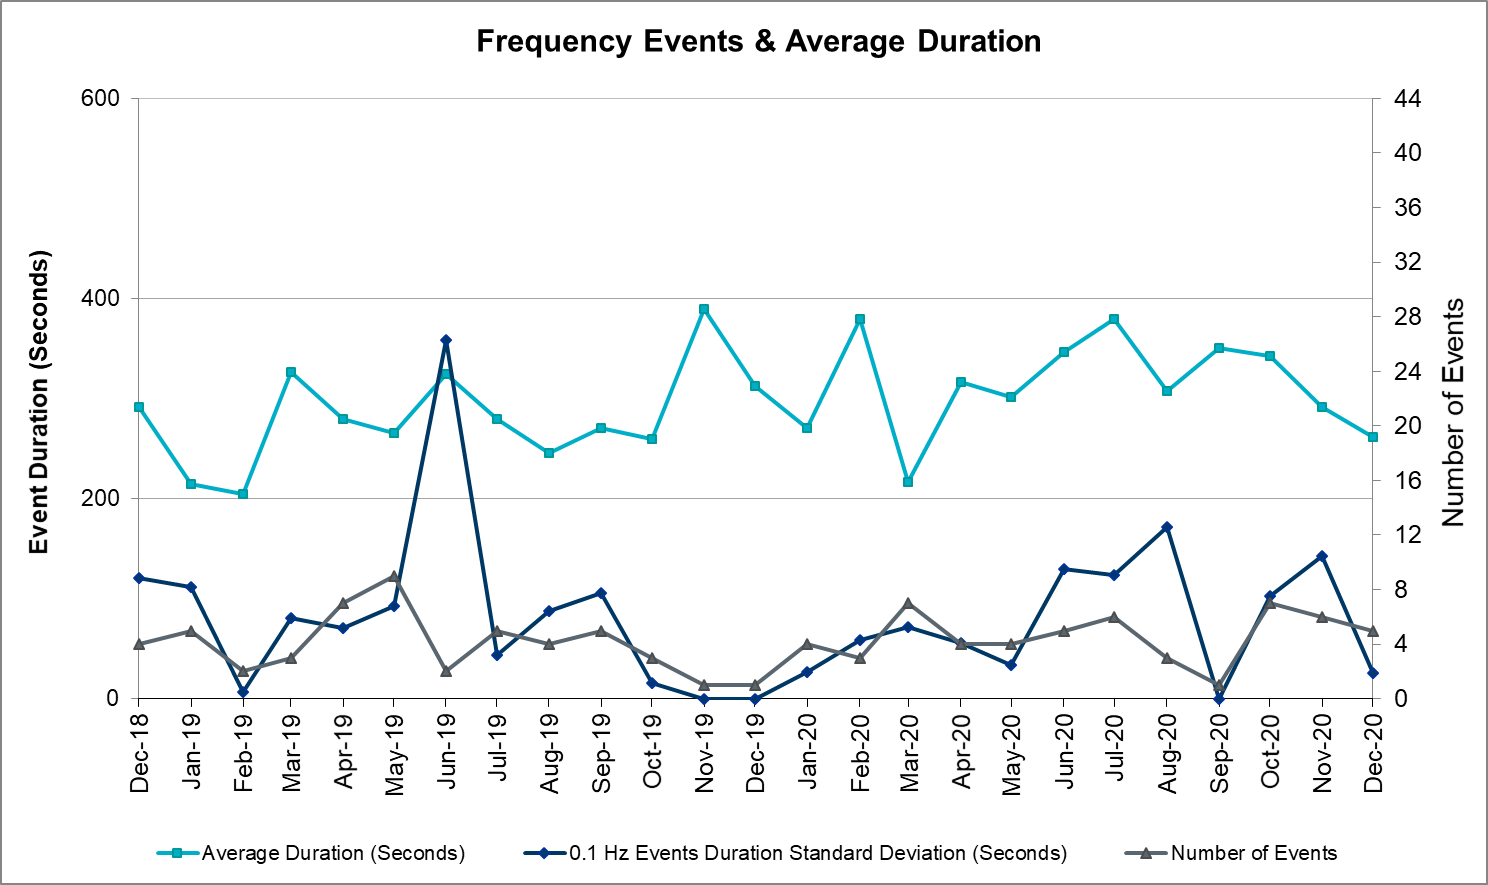 Frequency Events & Average Duration
Event Duration (Seconds)
600
400
200
0
44
40
36
32
28
24
20
16
12
8
4
0
Number of Events
Dec-18
Jan-19
Feb-19
Mar-19
Apr-19
May-19
Jun-19
Jul-19
Aug-19
Sep-19
Oct-19
Nov-19
Dec-19
Jan-20
Feb-20
Mar-20
Apr-20
May-20
Jun-20
Jul-20
Aug-20
Sep-20
Oct-20
Nov-20
Dec-20
Average Duration (Seconds)
0.1 Hz Events Duration Standard Deviation (Seconds)
Number of Events